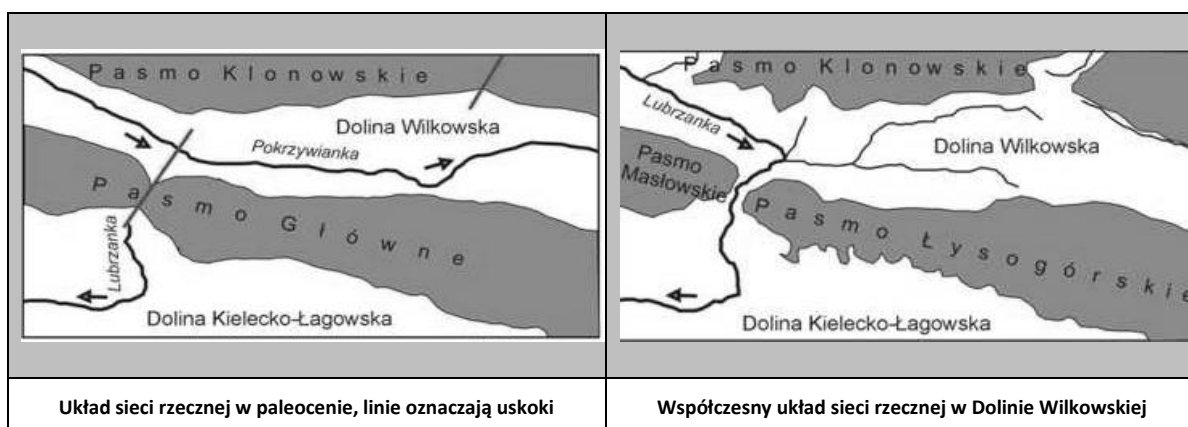 Pasmo Klonowskie
Dolina Wilkowska
Pokrzywianka
Pasmo Główne
Lubrzanka
Dolina Kielecko-Łagowska
Układ sieci rzecznej w paleocenie, linie oznaczają uskoki
Pasmo Klonowskie
Lubrzanka
Dolina Wilkowska
Pasmo
Masłowskie
Pasmo Łysogórskie
Dolina Kielecko-Łagowska
Współczesny układ sieci rzecznej w Dolinie Wilkowskiej